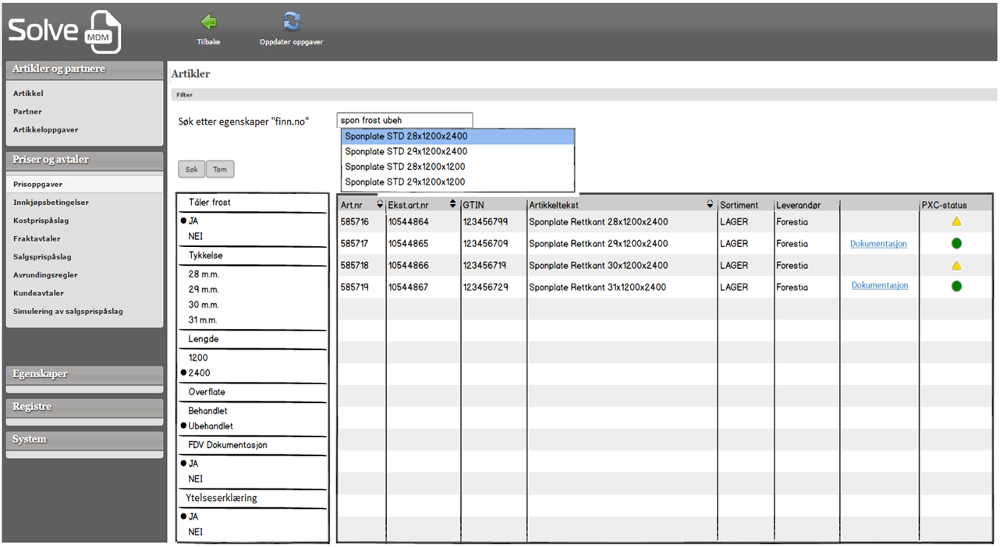 Solve MDM
Tilbake
Oppdater oppgaver
Artikler og partnere
Artikkel
Partner
Artikkeloppgaver
Priser og avtaler
Prisoppgaver
Innkjøpsbetingelser
Kostprispåslag
Fraktavtaler
Salgsprispåslag
Avrundingsregler
Kundeavtaler
Simulering av salgsprispåslag
Egenskaper
Registre
System
Artikler
Filter
Søk etter egenskaper "finn.no"
spon frost ubeh
Sponplate STD 28x1200x2400
Sponplate STD 29x1200x2400
Sponplate STD 28x1200x1200
Sponplate STD 29x1200x1200
Søk Tøm
Tåler frost
JA
NEI
Tykkelse
28 m.m.
29 m.m.
30 m.m.
31 m.m.
Lengde
1200
2400
Overflate
Behandlet
Ubehandlet
FDV Dokumentasjon
JA
NEI
Ytelseserklæring
JA
NEI
Art.nr Ekst.art.nr GTIN Artikkeltekst Sortiment Leverandør PXC-status
585716 10544864 123456799 Sponplate Rettkant 28x1200x2400 LAGER Forestia
585717 10544865 123456709 Sponplate Rettkant 29x1200x2400 LAGER Forestia Dokumentasjon
585718 10544866 123456719 Sponplate Rettkant 30x1200x2400 LAGER Forestia
585719 10544867 123456729 Sponplate Rettkant 31x1200x2400 LAGER Forestia Dokumentasjon